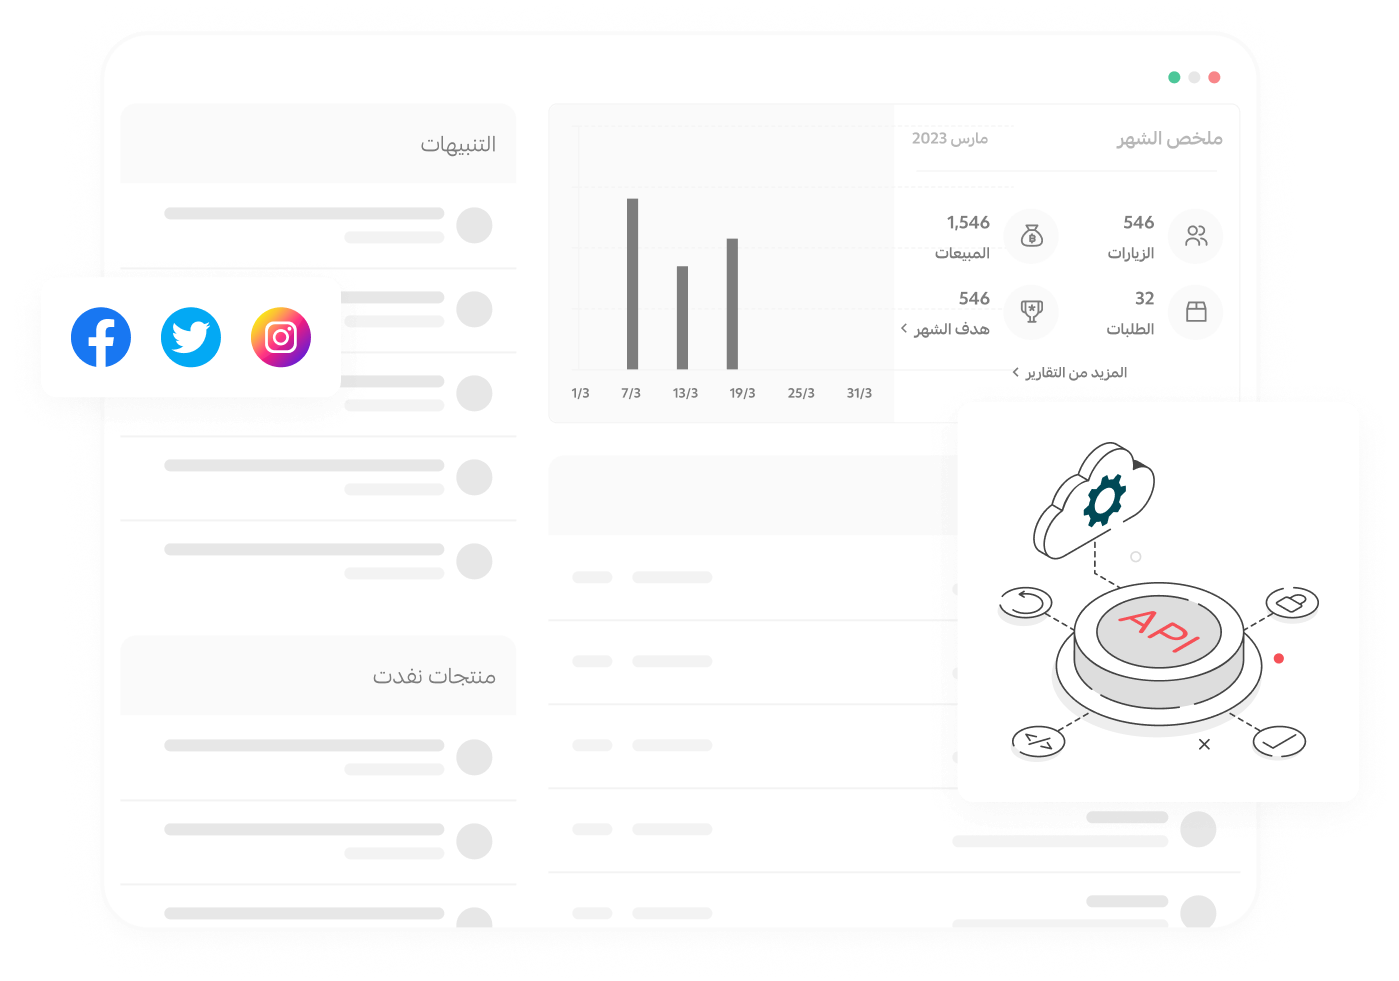 ملخص الشهر
مارس 2023
546
الزيارات
1,546
المبيعات
32
الطلبات
546
هدف الشهر
المزيد من التقارير
1/3 7/3 13/3 19/3 25/3 31/3
التنبيهات
منتجات نفدت
API